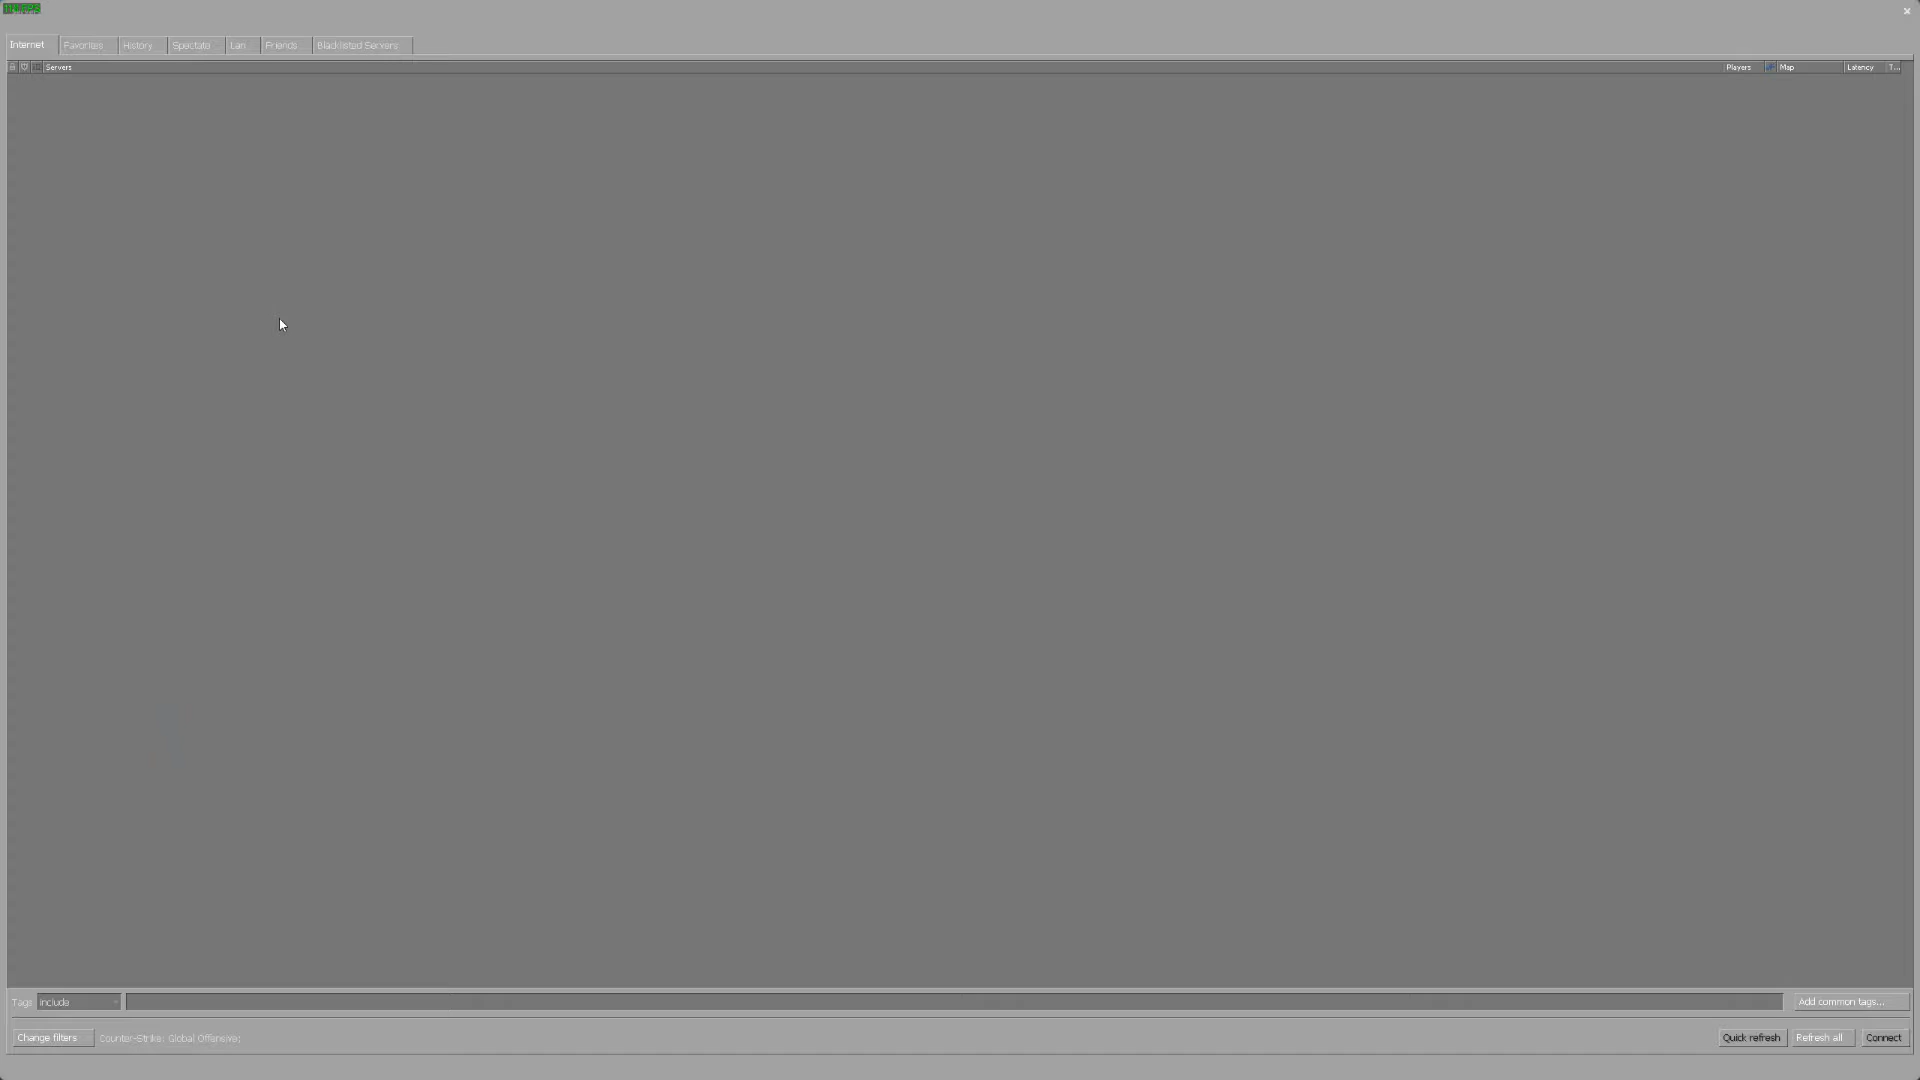 Internet Favorites History Spectate Lan Friends Blacklisted Servers
Servers Players Map Latency T...
Tags include Add common tags...
Change filters Counter-Strike: Global Offensive; Quick refresh Refresh all Connect